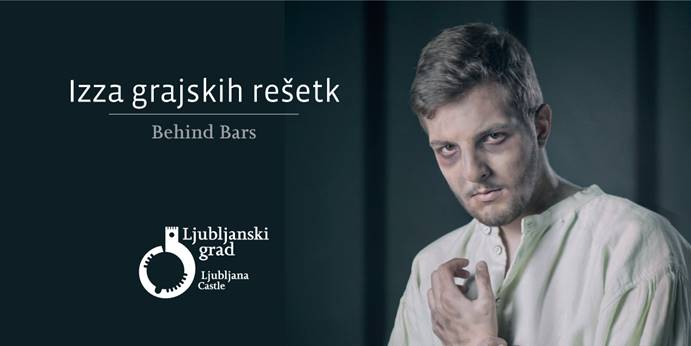 Izza grajskih rešetk
Behind Bars
Ljubljanski
grad
Ljubljana
Castle